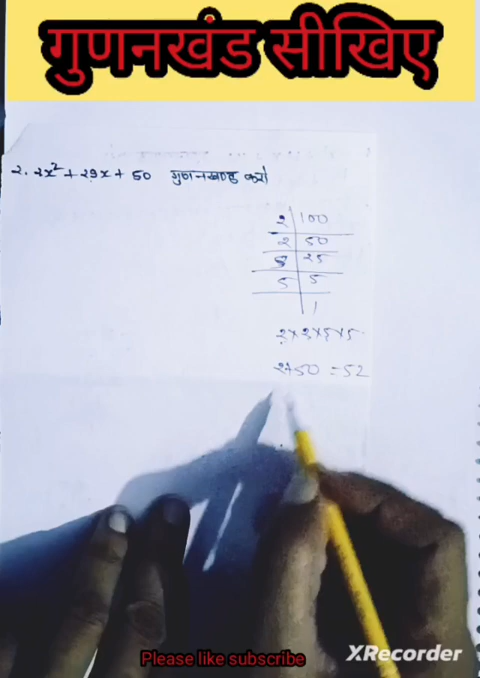 गुणनखंड सीखिए
2. 2x² + 29x + 50 गुणनखण्ड करो
2 | 100
2 | 50
5 | 25
5 | 5
1
2×2×5×5
2+50 = 52
Please like subscribe
XRecorder